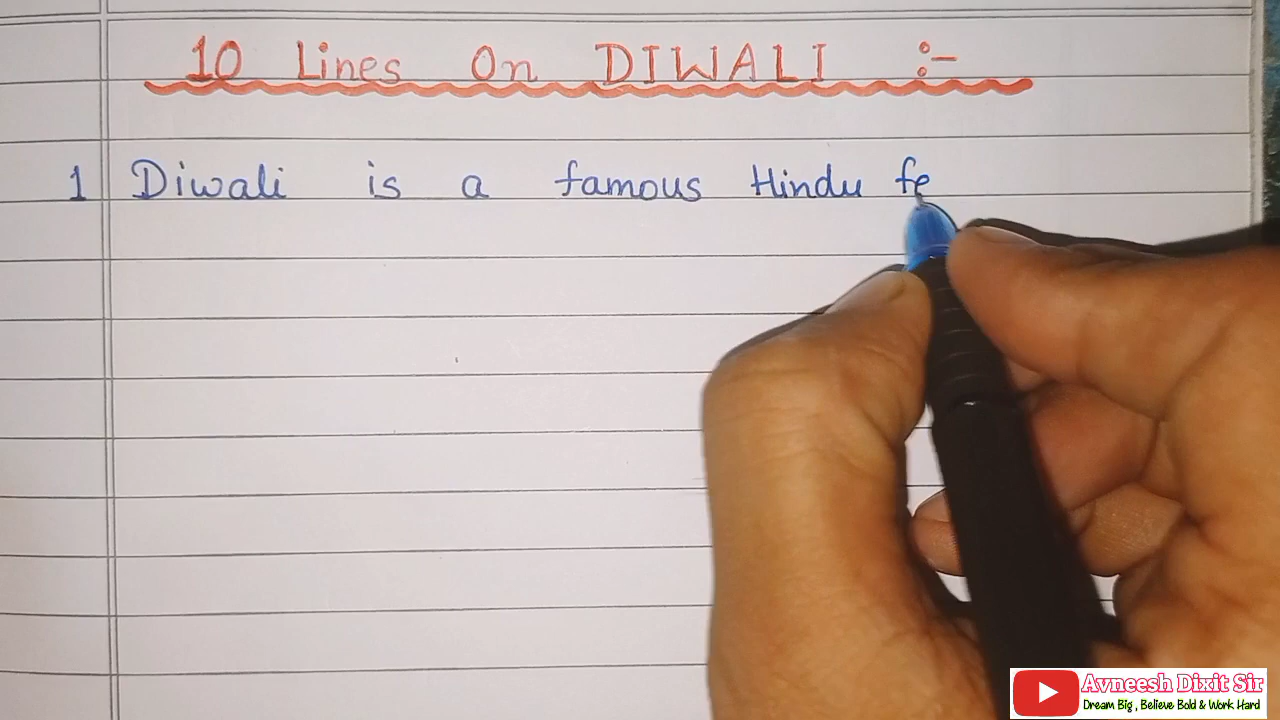 10 Lines On DIWALI :-
1 Diwali is a famous Hindu fe
Avneesh Dixit Sir
Dream Big , Believe Bold & Work Hard